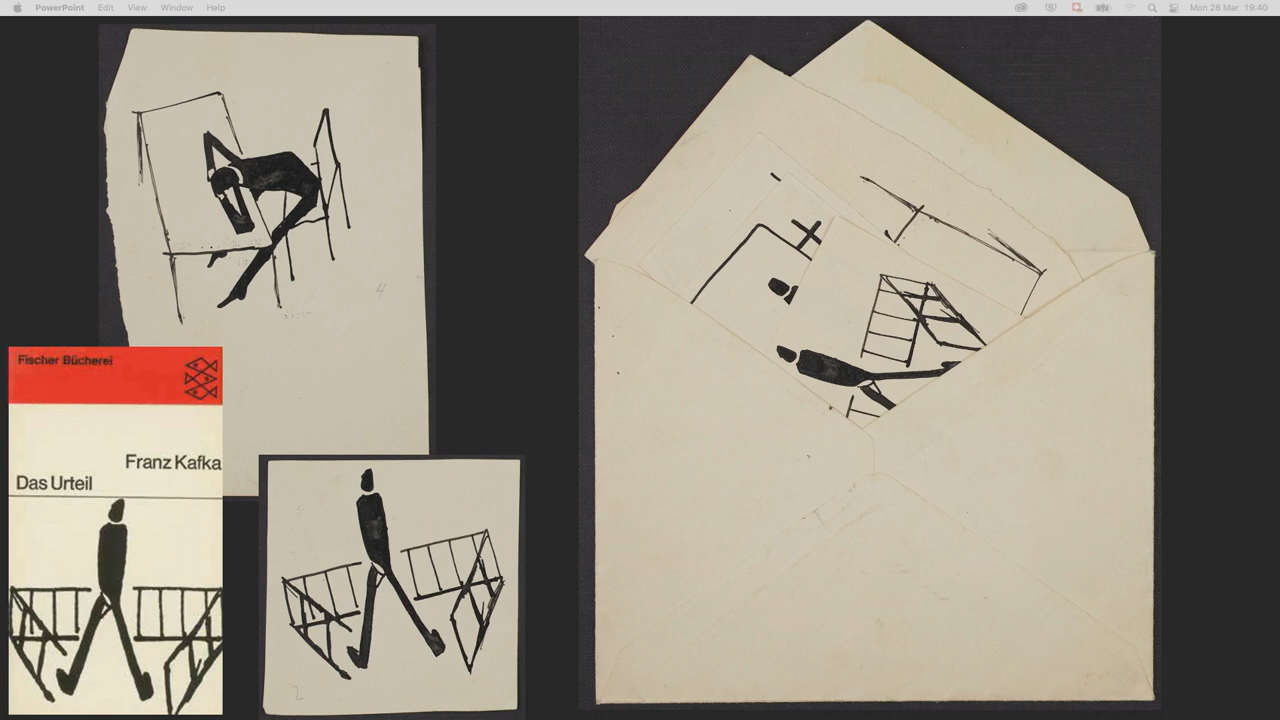 PowerPoint Edit View Window Help
Mon 28 Mar 19:40
4
Fischer Bücherei
Franz Kafka
Das Urteil
2